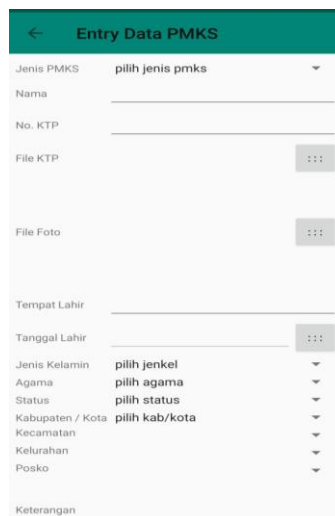 Entry Data PMKS
Jenis PMKS pilih jenis pmks
Nama
No. KTP
File KTP :::
File Foto :::
Tempat Lahir
Tanggal Lahir :::
Jenis Kelamin pilih jenkel
Agama pilih agama
Status pilih status
Kabupaten / Kota pilih kab/kota
Kecamatan
Kelurahan
Posko
Keterangan